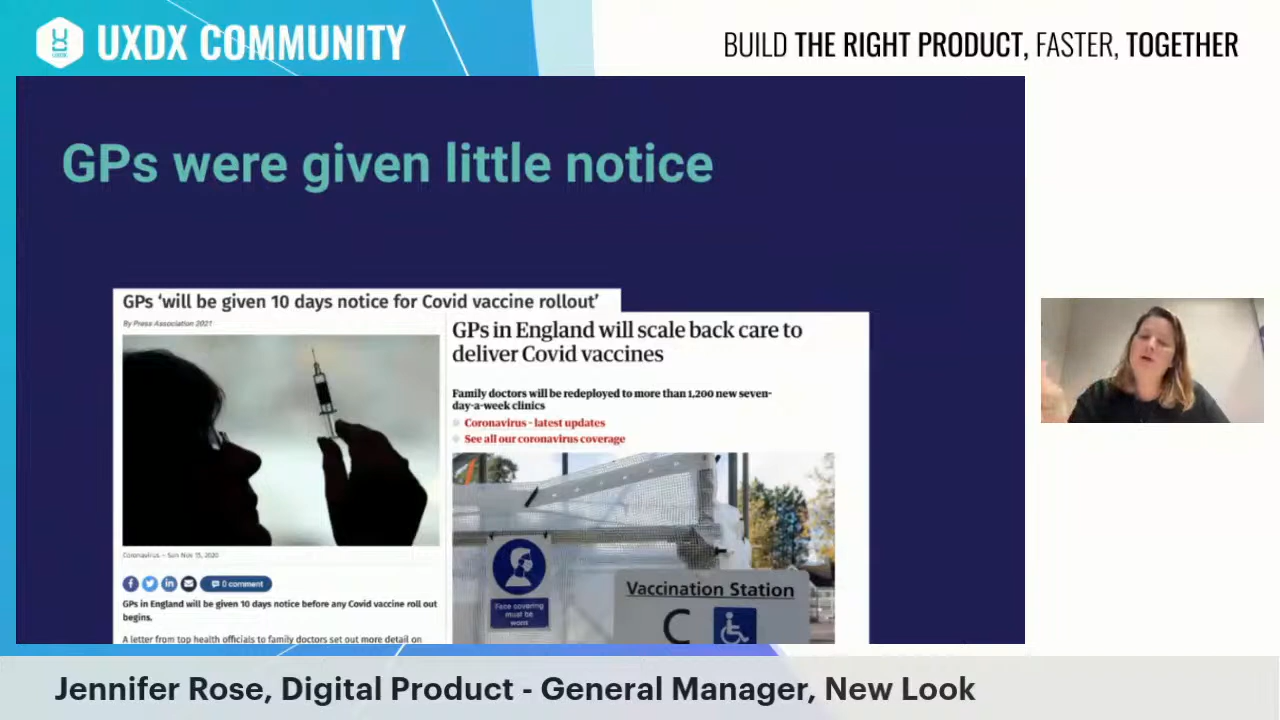 UXDX COMMUNITY
BUILD THE RIGHT PRODUCT, FASTER, TOGETHER
GPs were given little notice
GPs ‘will be given 10 days notice for Covid vaccine rollout’
By Press Association 2021
Coronavirus – Sun Nov 15, 2020
0 comment
GPs in England will be given 10 days notice before any Covid vaccine roll out
begins.
A letter from top health officials to family doctors set out more detail on
GPs in England will scale back care to
deliver Covid vaccines
Family doctors will be redeployed to more than 1,200 new seven-
day-a-week clinics
Coronavirus – latest updates
See all our coronavirus coverage
Face covering
must be
worn
Vaccination Station
C
Jennifer Rose, Digital Product - General Manager, New Look